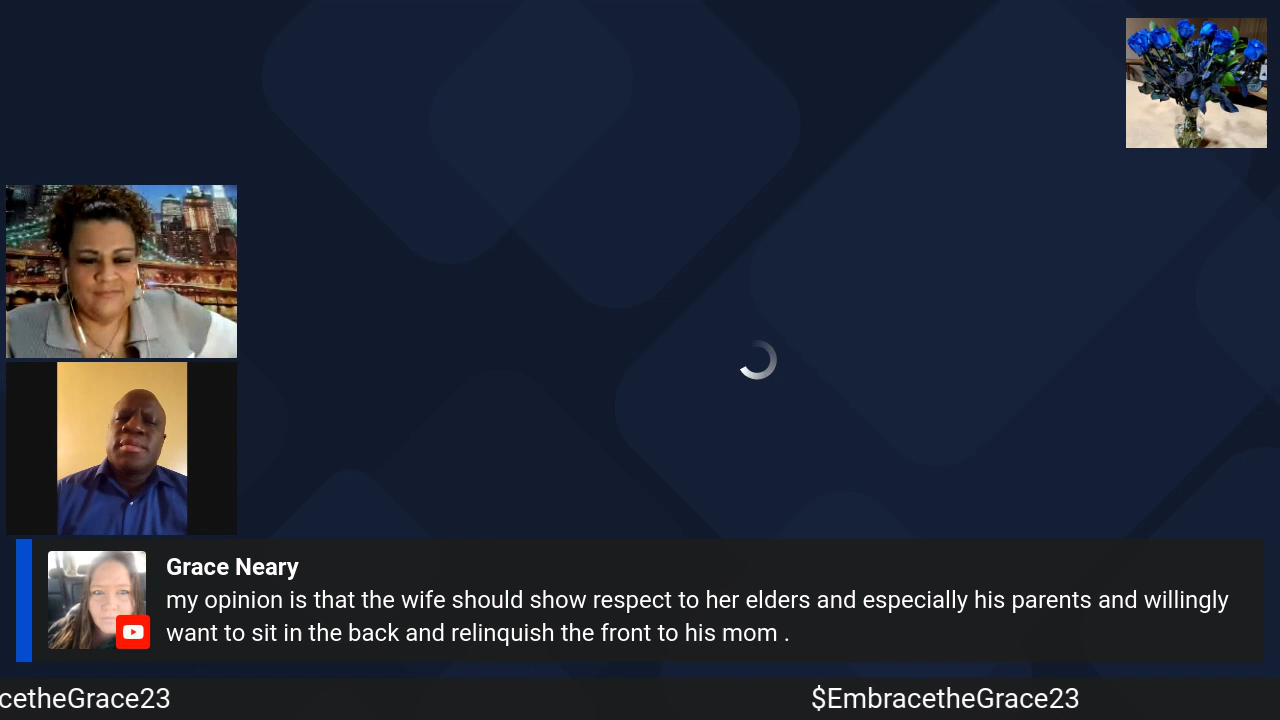 Grace Neary
my opinion is that the wife should show respect to her elders and especially his parents and willingly
want to sit in the back and relinquish the front to his mom .
cetheGrace23 $EmbracetheGrace23